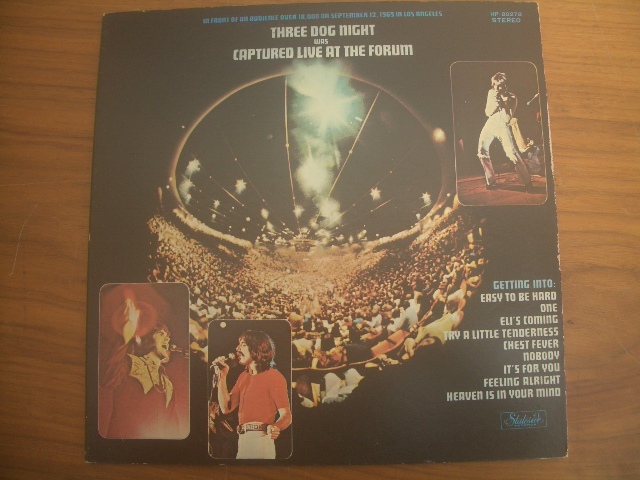 IN FRONT OF AN AUDIENCE OVER 18,000 ON SEPTEMBER 12, 1969 IN LOS ANGELES
HP-88270
STEREO
THREE DOG NIGHT
WAS
CAPTURED LIVE AT THE FORUM
GETTING INTO:
EASY TO BE HARD
ONE
ELI'S COMING
TRY A LITTLE TENDERNESS
CHEST FEVER
NOBODY
IT'S FOR YOU
FEELING ALRIGHT
HEAVEN IS IN YOUR MIND
Stateside